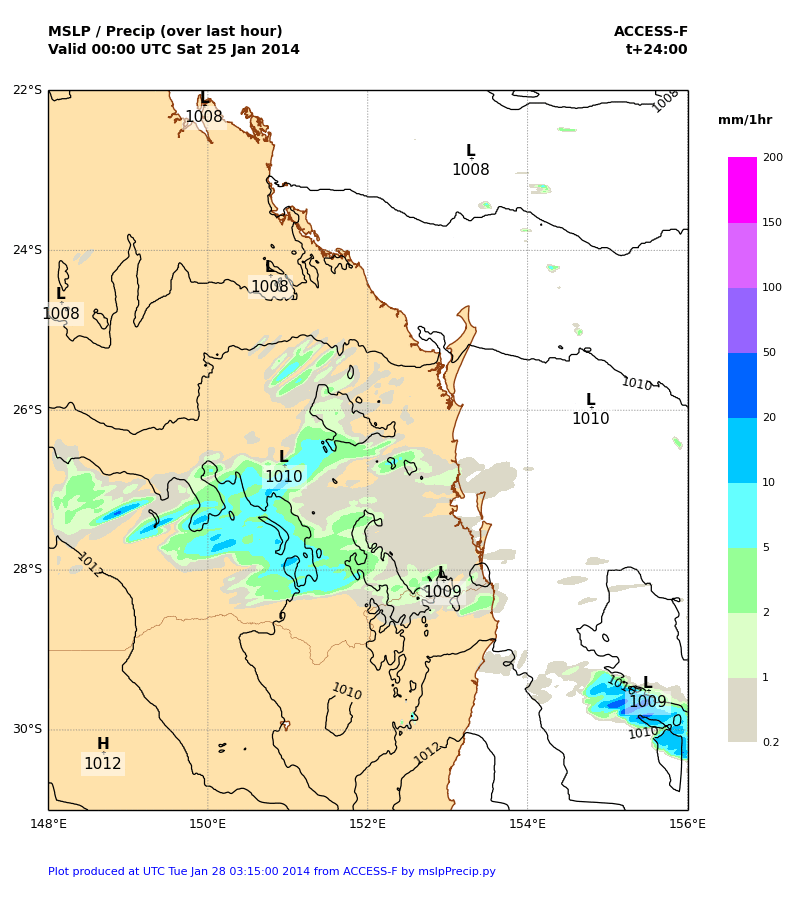 MSLP / Precip (over last hour)
ACCESS-F
Valid 00:00 UTC Sat 25 Jan 2014
t+24:00
22°S
L
1008
1008
mm/1hr
L
1008
200
150
24°S
L
1008
L
1008
100
50
1010
L
1010
26°S
20
L
1010
10
5
1012
28°S
L
1009
2
1
1010
L
1009
1010
1010
30°S
H
1012
1012
0.2
148°E
150°E
152°E
154°E
156°E
Plot produced at UTC Tue Jan 28 03:15:00 2014 from ACCESS-F by mslpPrecip.py